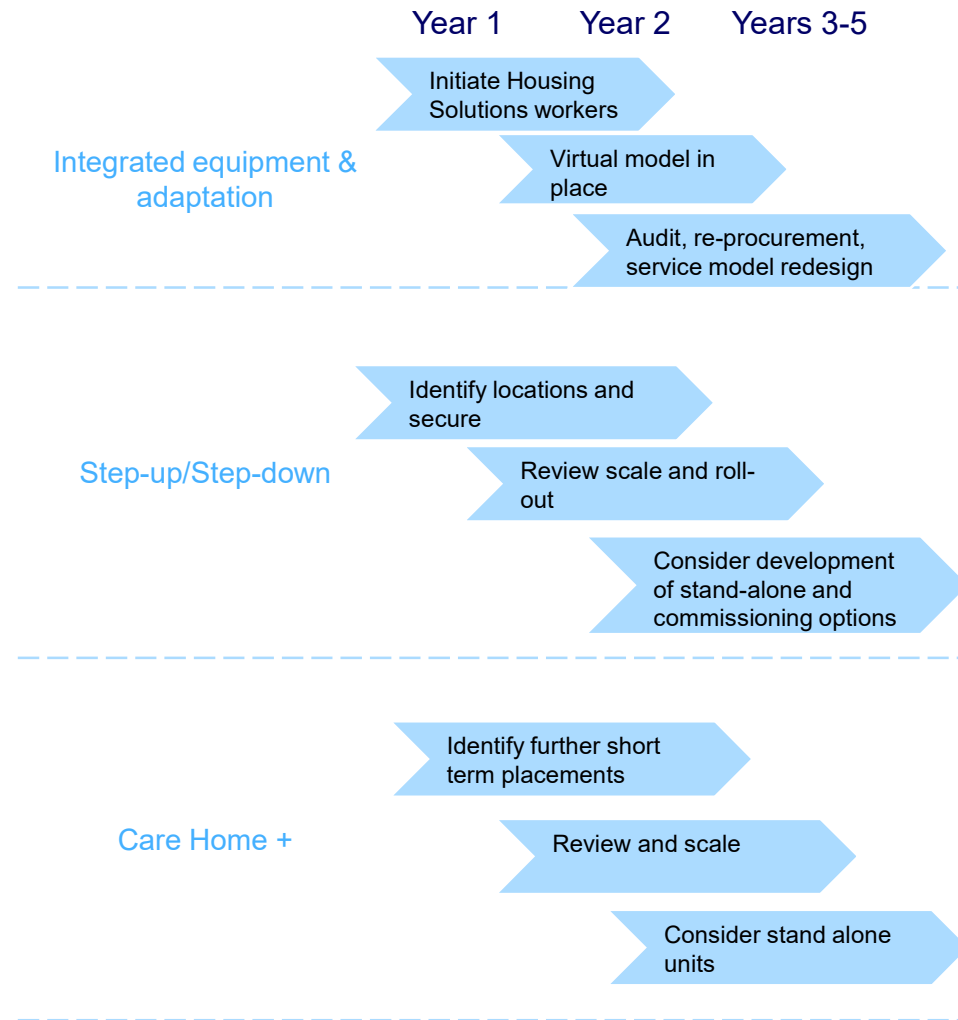 Year 1 Year 2 Years 3-5
Initiate Housing
Solutions workers
Integrated equipment &
adaptation
Virtual model in
place
Audit, re-procurement,
service model redesign
Identify locations and
secure
Step-up/Step-down
Review scale and roll-
out
Consider development
of stand-alone and
commissioning options
Identify further short
term placements
Care Home +
Review and scale
Consider stand alone
units